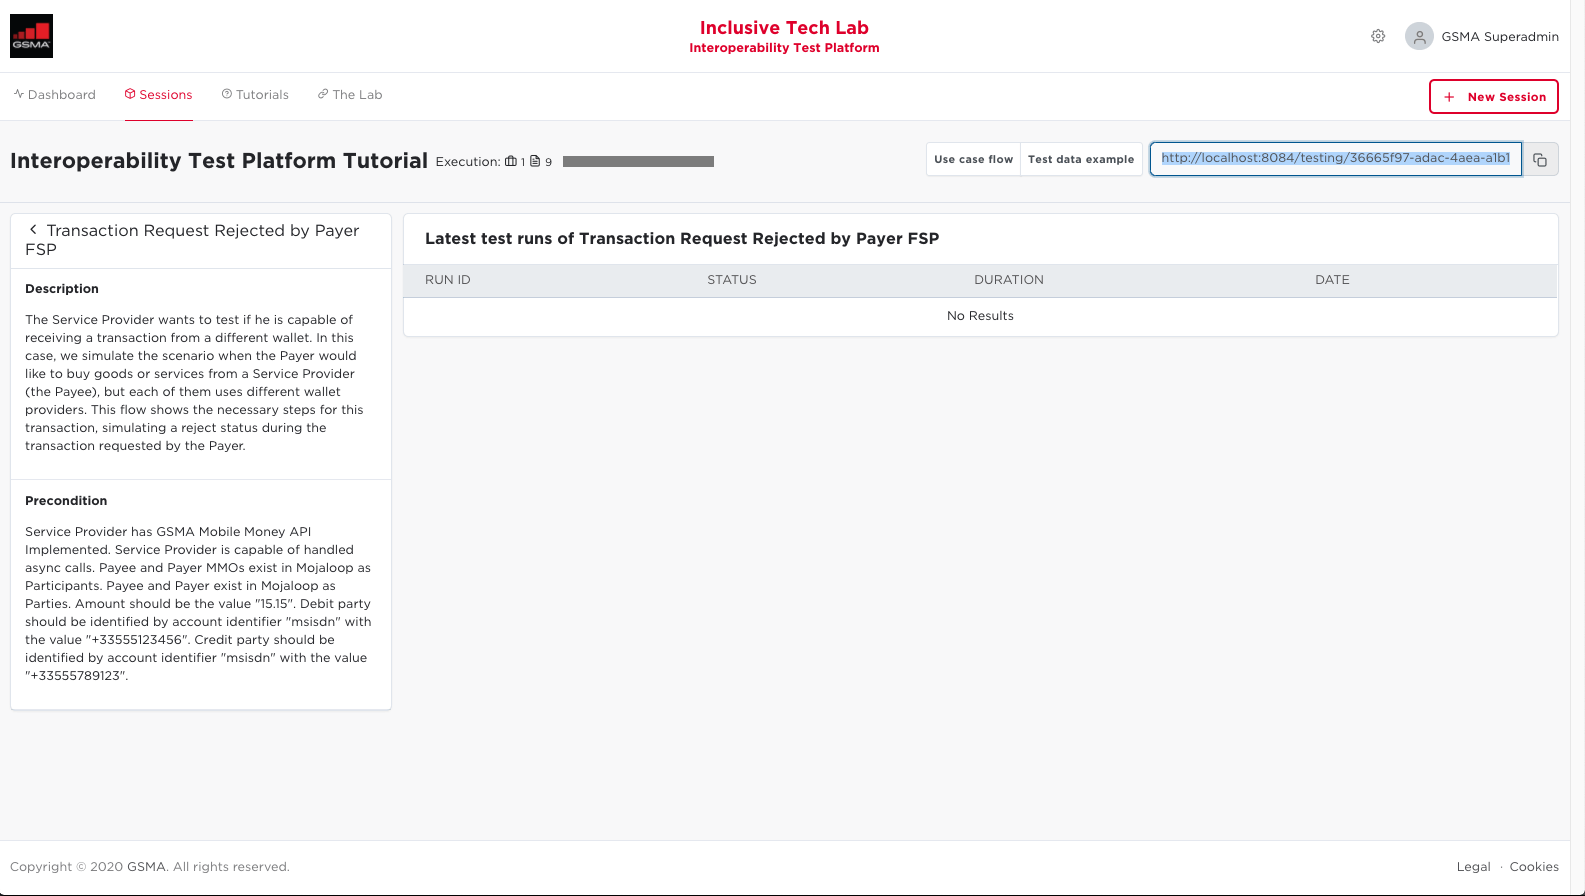 GSMA
Inclusive Tech Lab
Interoperability Test Platform
GSMA Superadmin
Dashboard
Sessions
Tutorials
The Lab
+ New Session
Interoperability Test Platform Tutorial
Execution: 1 9
Use case flow
Test data example
http://localhost:8084/testing/36665f97-adac-4aea-a1b1
Transaction Request Rejected by Payer
FSP
Description
The Service Provider wants to test if he is capable of
receiving a transaction from a different wallet. In this
case, we simulate the scenario when the Payer would
like to buy goods or services from a Service Provider
(the Payee), but each of them uses different wallet
providers. This flow shows the necessary steps for this
transaction, simulating a reject status during the
transaction requested by the Payer.
Precondition
Service Provider has GSMA Mobile Money API
Implemented. Service Provider is capable of handled
async calls. Payee and Payer MMOs exist in Mojaloop as
Participants. Payee and Payer exist in Mojaloop as
Parties. Amount should be the value "15.15". Debit party
should be identified by account identifier "msisdn" with
the value "+33555123456". Credit party should be
identified by account identifier "msisdn" with the value
"+33555789123".
Latest test runs of Transaction Request Rejected by Payer FSP
RUN ID STATUS DURATION DATE
No Results
Copyright © 2020 GSMA. All rights reserved.
Legal · Cookies